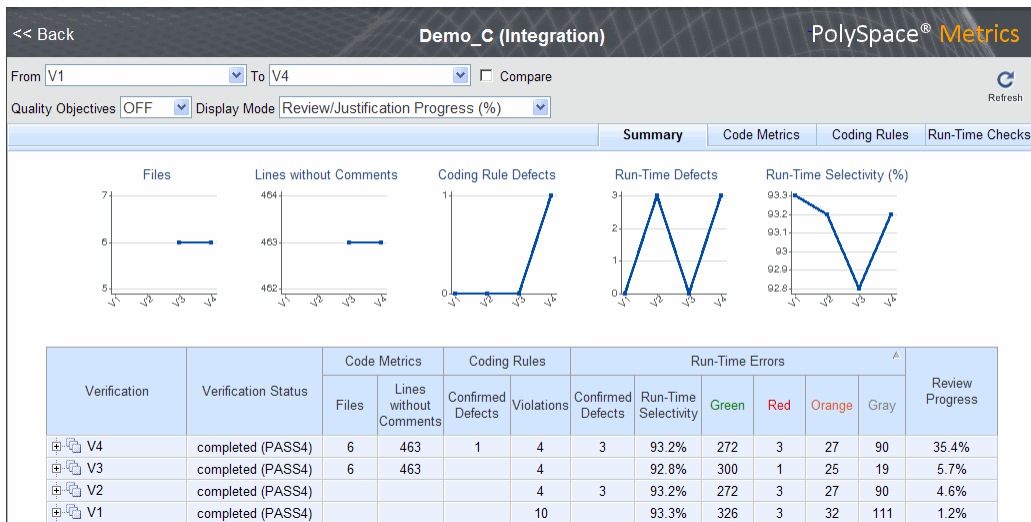 << Back
Demo_C (Integration)
PolySpace® Metrics
From V1 To V4 Compare
Refresh
Quality Objectives OFF Display Mode Review/Justification Progress (%)
Summary Code Metrics Coding Rules Run-Time Checks
Files
7
6
5
V1 V2 V3 V4
Lines without Comments
464
463
462
V1 V2 V3 V4
Coding Rule Defects
1
0
V1 V2 V3 V4
Run-Time Defects
3
2
1
0
V1 V2 V3 V4
Run-Time Selectivity (%)
93.3
93.2
93.1
93
92.9
92.8
V1 V2 V3 V4
Verification Verification Status Code Metrics Coding Rules Run-Time Errors Review Progress
Files Lines without Comments Confirmed Defects Violations Confirmed Defects Run-Time Selectivity Green Red Orange Gray
V4 completed (PASS4) 6 463 1 4 3 93.2% 272 3 27 90 35.4%
V3 completed (PASS4) 6 463 4 92.8% 300 1 25 19 5.7%
V2 completed (PASS4) 4 3 93.2% 272 3 27 90 4.6%
V1 completed (PASS4) 10 93.3% 326 3 32 111 1.2%